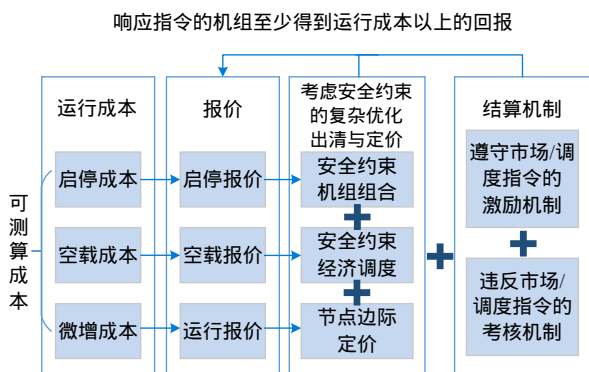 响应指令的机组至少得到运行成本以上的回报
运行成本
报价
考虑安全约束
的复杂优化
出清与定价
结算机制
可
测
算
成
本
启停成本
启停报价
安全约束
机组组合
空载成本
空载报价
安全约束
经济调度
微增成本
运行报价
节点边际
定价
遵守市场/调
度指令的
激励机制
违反市场/
调度指令的
考核机制